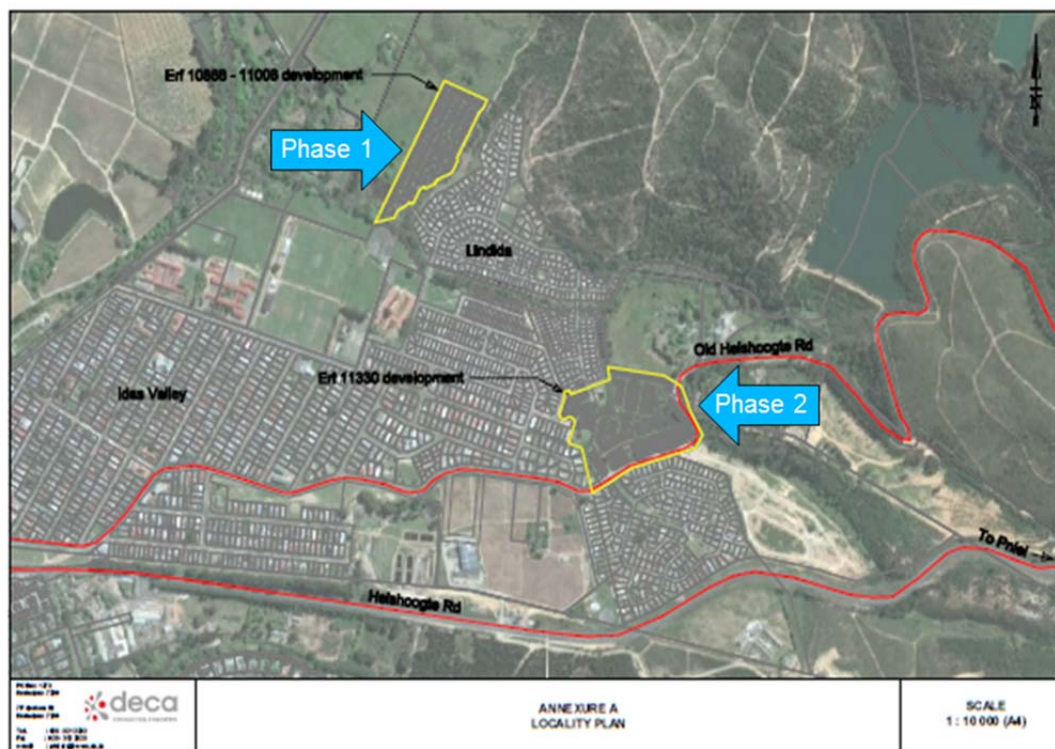 Erf 10866 - 11008 development
Phase 1
Lindida
Old Helshoogte Rd
Erf 11330 development
Idas Valley
Phase 2
To Pniel
Helshoogte Rd
deca
ANNEXURE A
LOCALITY PLAN
SCALE
1 : 10 000 (A4)